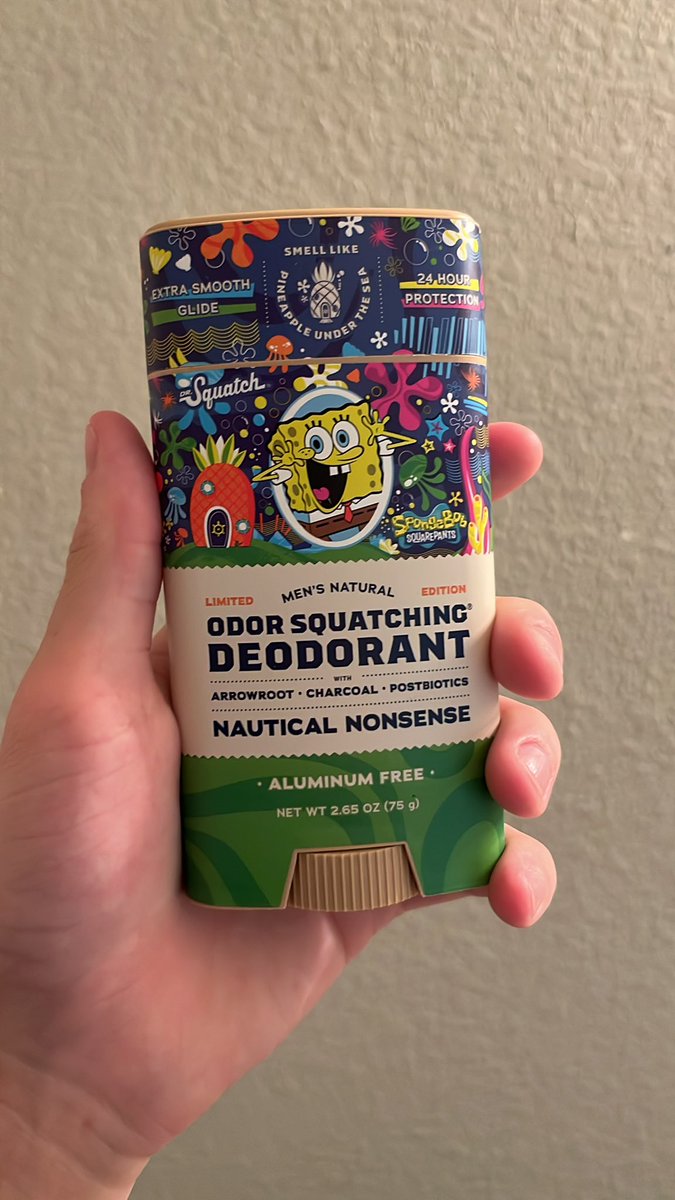 SMELL LIKE
PINEAPPLE UNDER THE SEA
EXTRA SMOOTH
GLIDE
24 HOUR
PROTECTION
DR. Squatch
SPONGEBOB
SQUAREPANTS
LIMITED
MEN'S NATURAL
EDITION
ODOR SQUATCHING®
DEODORANT
WITH
ARROWROOT • CHARCOAL • POSTBIOTICS
NAUTICAL NONSENSE
• ALUMINUM FREE •
NET WT 2.65 OZ (75 g)